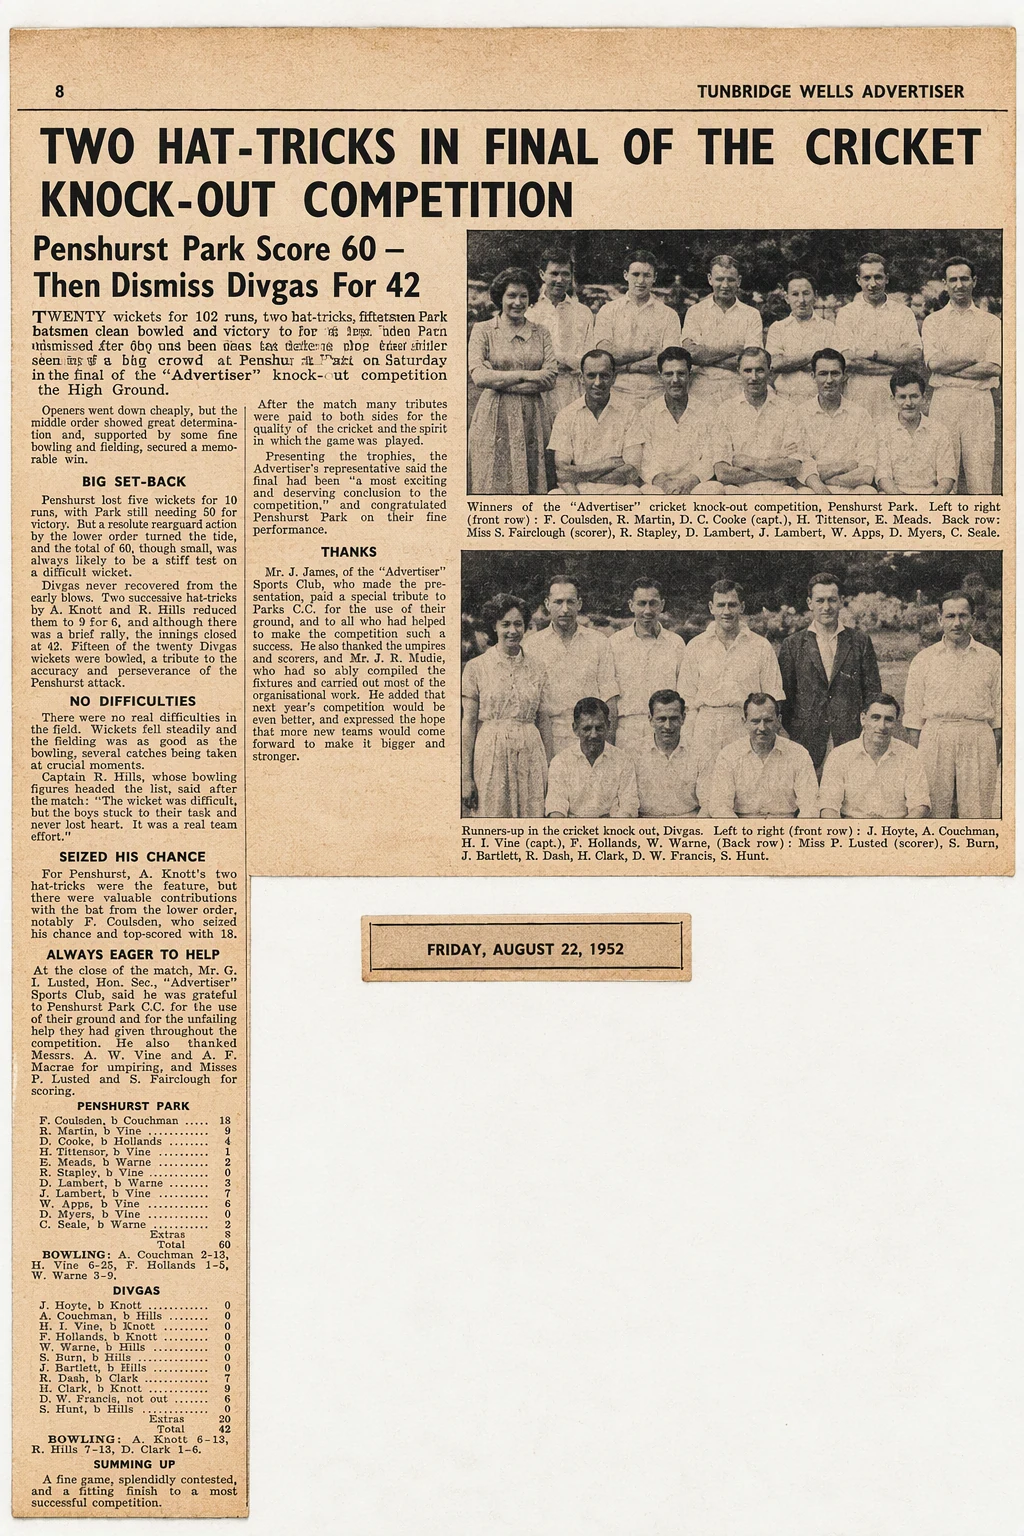 8
TUNBRIDGE WELLS ADVERTISER
TWO HAT-TRICKS IN FINAL OF THE CRICKET
KNOCK-OUT COMPETITION
Penshurst Park Score 60 –
Then Dismiss Divgas For 42
TWENTY wickets for 102 runs, two hat-tricks, Park
batsmen clean bowled and victory to
been
seen a crowd at on Saturday
in the final of the "Advertiser" knock-out competition
the High Ground.
Openers went down cheaply, but the
middle order showed great determina-
tion and, supported by some fine
bowling and fielding, secured a memo-
rable win.
BIG SET-BACK
Penshurst lost five wickets for 10
runs, with Park still needing 50 for
victory. But a resolute rearguard action
by the lower order turned the tide,
and the total of 60, though small, was
always likely to be a stiff test on
a difficult wicket.
Divgas never recovered from the
early blows. Two successive hat-tricks
by A. Knott and R. Hills reduced
them to 9 for 6, and although there
was a brief rally, the innings closed
at 42. Fifteen of the twenty Divgas
wickets were bowled, a tribute to the
accuracy and perseverance of the
Penshurst attack.
NO DIFFICULTIES
There were no real difficulties in
the field. Wickets fell steadily and
the fielding was as good as the
bowling, several catches being taken
at crucial moments.
Captain R. Hills, whose bowling
figures headed the list, said after
the match: "The wicket was difficult,
but the boys stuck to their task and
never lost heart. It was a real team
effort."
SEIZED HIS CHANCE
For Penshurst, A. Knott's two
hat-tricks were the feature, but
there were valuable contributions
with the bat from the lower order,
notably F. Coulsden, who seized
his chance and top-scored with 18.
ALWAYS EAGER TO HELP
At the close of the match, Mr. G.
I. Lusted, Hon. Sec., "Advertiser"
Sports Club, said he was grateful
to Penshurst Park C.C. for the use
of their ground and for the unfailing
help they had given throughout the
competition. He also thanked
Messrs. A. W. Vine and A. F.
Macrae for umpiring, and Misses
P. Lusted and S. Fairclough for
scoring.
PENSHURST PARK
F. Coulsden, b Couchman ..... 18
R. Martin, b Vine ........... 9
D. Cooke, b Hollands ........ 4
H. Tittensor, b Vine ......... 1
E. Meads, b Warne ........... 2
R. Stapley, b Vine ........... 0
D. Lambert, b Warne ....... 3
J. Lambert, b Vine .......... 7
W. Apps, b Vine ............ 6
D. Myers, b Vine ............ 0
C. Seale, b Warne .......... 2
Extras 8
Total 60
BOWLING: A. Couchman 2-13,
H. Vine 6-25, F. Hollands 1-5,
W. Warne 3-9.
DIVGAS
J. Hoyte, b Knott ........... 0
A. Couchman, b Hills ........ 0
H. I. Vine, b Knott ......... 0
F. Hollands, b Knott ........ 0
W. Warne, b Hills ........... 0
S. Burn, b Hills ............. 0
J. Bartlett, b Hills .......... 0
R. Dash, b Clark ............ 7
H. Clark, b Knott ........... 9
D. W. Francis, not out ....... 6
S. Hunt, b Hills ............ 0
Extras 20
Total 42
BOWLING: A. Knott 6-13,
R. Hills 7-13, D. Clark 1-6.
SUMMING UP
A fine game, splendidly contested,
and a fitting finish to a most
successful competition.
After the match many tributes
were paid to both sides for the
quality of the cricket and the spirit
in which the game was played.
Presenting the trophies, the
Advertiser's representative said the
final had been "a most exciting
and deserving conclusion to the
competition," and congratulated
Penshurst Park on their fine
performance.
THANKS
Mr. J. James, of the "Advertiser"
Sports Club, who made the pre-
sentation, paid a special tribute to
Parks C.C. for the use of their
ground, and to all who had helped
to make the competition such a
success. He also thanked the umpires
and scorers, and Mr. J. R. Mudie,
who had so ably compiled the
fixtures and carried out most of the
organisational work. He added that
next year's competition would be
even better, and expressed the hope
that more new teams would come
forward to make it bigger and
stronger.
Winners of the "Advertiser" cricket knock-out competition, Penshurst Park. Left to right
(front row) : F. Coulsden, R. Martin, D. C. Cooke (capt.), H. Tittensor, E. Meads. Back row:
Miss S. Fairclough (scorer), R. Stapley, D. Lambert, J. Lambert, W. Apps, D. Myers, C. Seale.
Runners-up in the cricket knock out, Divgas. Left to right (front row) : J. Hoyte, A. Couchman,
H. I. Vine (capt.), F. Hollands, W. Warne, (Back row) : Miss P. Lusted (scorer), S. Burn,
J. Bartlett, R. Dash, H. Clark, D. W. Francis, S. Hunt.
FRIDAY, AUGUST 22, 1952